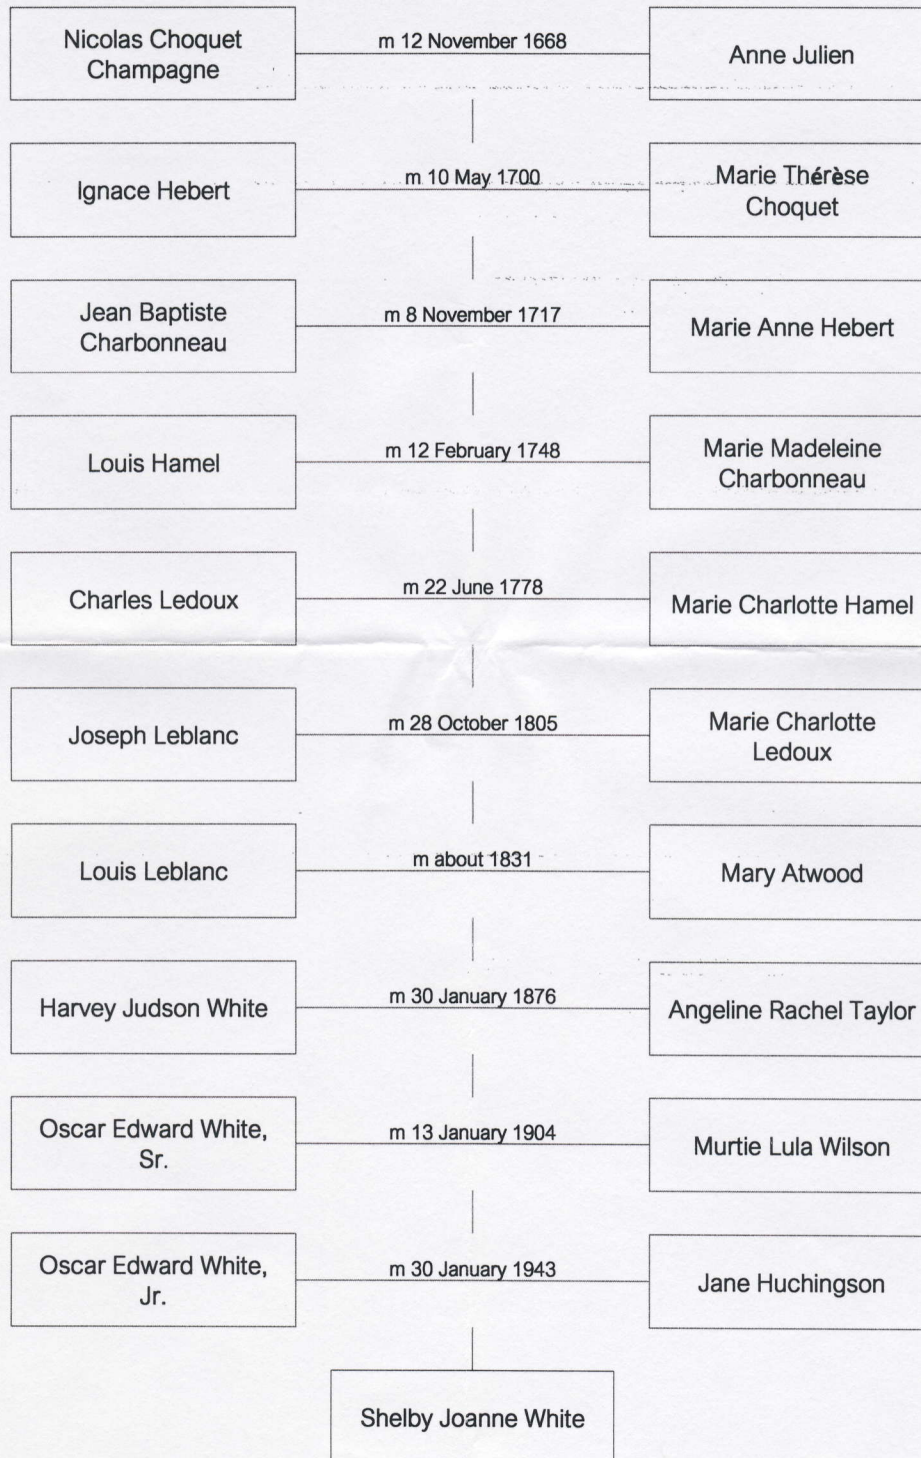 Nicolas Choquet
Champagne
m 12 November 1668
Anne Julien
Ignace Hebert
m 10 May 1700
Marie Thérèse
Choquet
Jean Baptiste
Charbonneau
m 8 November 1717
Marie Anne Hebert
Louis Hamel
m 12 February 1748
Marie Madeleine
Charbonneau
Charles Ledoux
m 22 June 1778
Marie Charlotte Hamel
Joseph Leblanc
m 28 October 1805
Marie Charlotte
Ledoux
Louis Leblanc
m about 1831
Mary Atwood
Harvey Judson White
m 30 January 1876
Angeline Rachel Taylor
Oscar Edward White,
Sr.
m 13 January 1904
Murtie Lula Wilson
Oscar Edward White,
Jr.
m 30 January 1943
Jane Huchingson
Shelby Joanne White